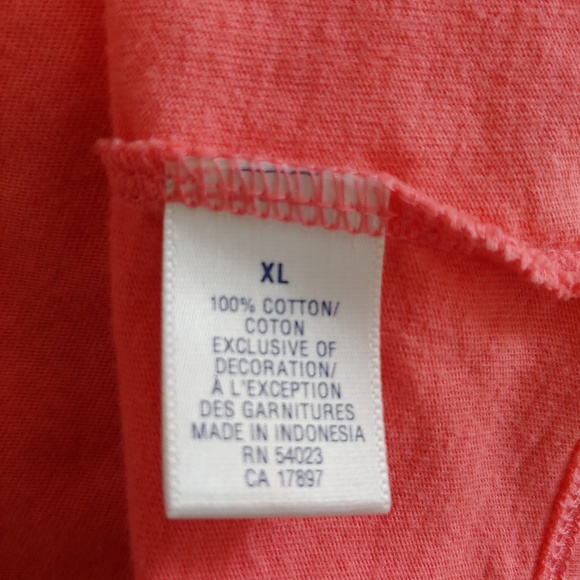 XL
100% COTTON/
COTON
EXCLUSIVE OF
DECORATION/
À L'EXCEPTION
DES GARNITURES
MADE IN INDONESIA
RN 54023
CA 17897